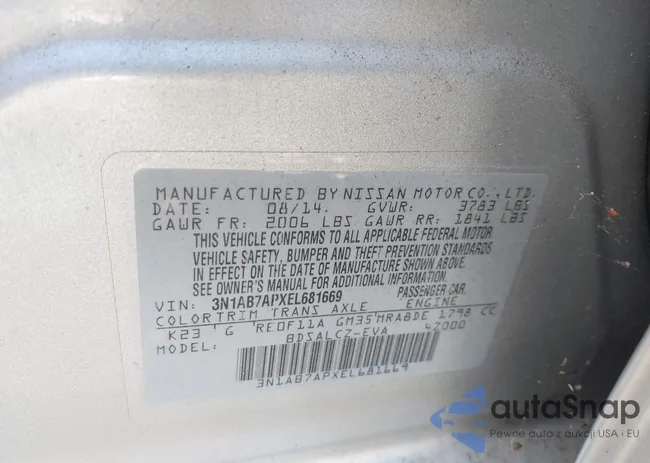 MANUFACTURED BY NISSAN MOTOR CO., LTD.
DATE: 08/14. GVWR: 3783 LBS
GAWR FR: 2006 LBS GAWR RR: 1841 LBS
THIS VEHICLE CONFORMS TO ALL APPLICABLE FEDERAL MOTOR
VEHICLE SAFETY, BUMPER AND THEFT PREVENTION STANDARDS
IN EFFECT ON THE DATE OF MANUFACTURE SHOWN ABOVE.
SEE OWNER'S MANUAL FOR ADDITIONAL INFORMATION.
VIN: 3N1AB7APXEL681669 PASSENGER CAR
COLOR TRIM TRANS AXLE ENGINE
K23 G RE0F11A GM35 MRA8DE 1798 CC
MODEL: BDSALCZ-EVA 4Z000
3N1AB7APXEL681669
autoSnap
Pewne auto z aukcji USA i EU